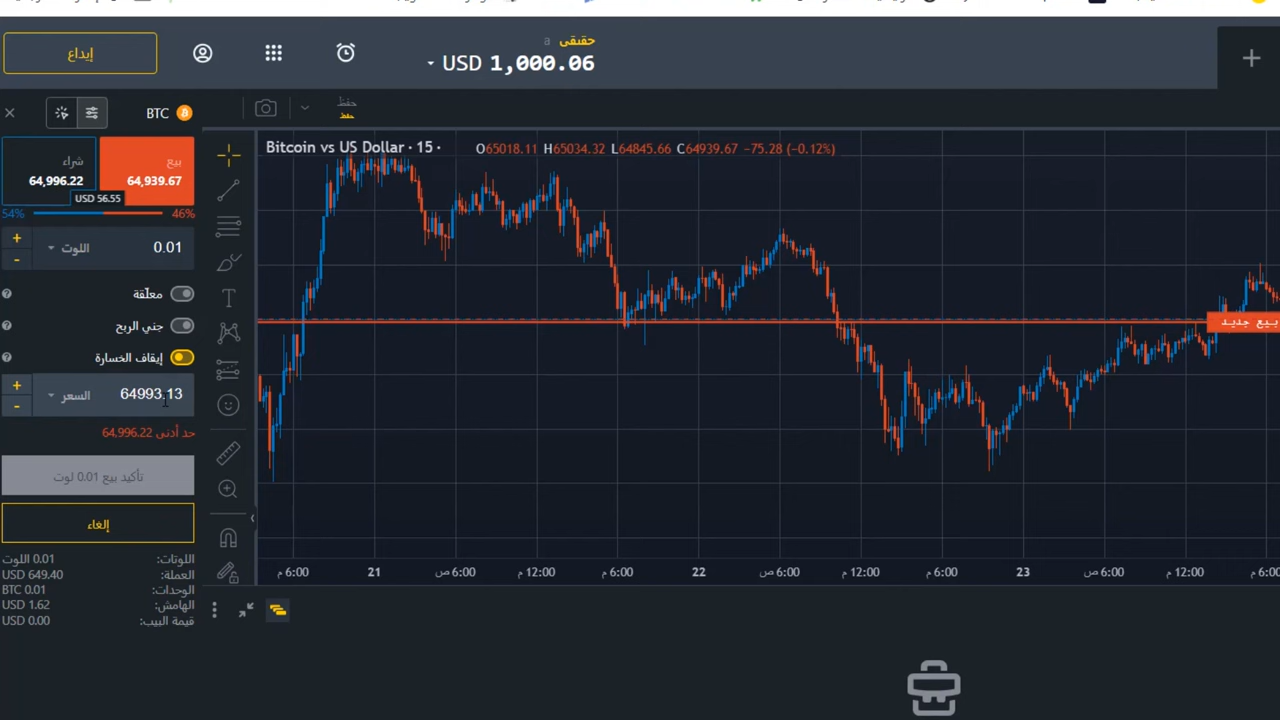 إيداع
حقيقى a
USD 1,000.06
BTC
حفظ
حفظ
شراء
64,996.22
بيع
64,939.67
USD 56.55
54%
46%
Bitcoin vs US Dollar · 15 · O65018.11 H65034.32 L64845.66 C64939.67 −75.28 (−0.12%)
+
-
اللوت 0.01
معلّقة
جني الربح
إيقاف الخسارة
+
-
السعر 64993.13
حد أدنى 64,996.22
تأكيد بيع 0.01 لوت
إلغاء
بيع جديد
6:00 م
21
6:00 ص
12:00 م
6:00 م
22
6:00 ص
12:00 م
6:00 م
23
6:00 ص
12:00 م
6:00
اللوتات: 0.01 اللوت
العملة: USD 649.40
الوحدات: BTC 0.01
الهامش: USD 1.62
قيمة البيب: USD 0.00